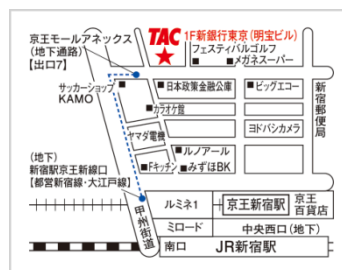 京王モールアネックス
(地下通路)
【出口7】
TAC
1F新銀行東京(明宝ビル)
フェスティバルゴルフ
■メガネスーパー
サッカーショップ■
KAMO
■日本政策金融公庫
■ビッグエコー
■カラオケ館
ヤマダ電機
ヨドバシカメラ
新宿郵便局
■ルノアール
■Fキッチン
■みずほBK
(地下)
新宿駅京王新線口
【都営新宿線・大江戸線】
甲州街道
ルミネ1
京王新宿駅
京王
百貨店
ミロード
中央西口(地下)
南口
JR新宿駅